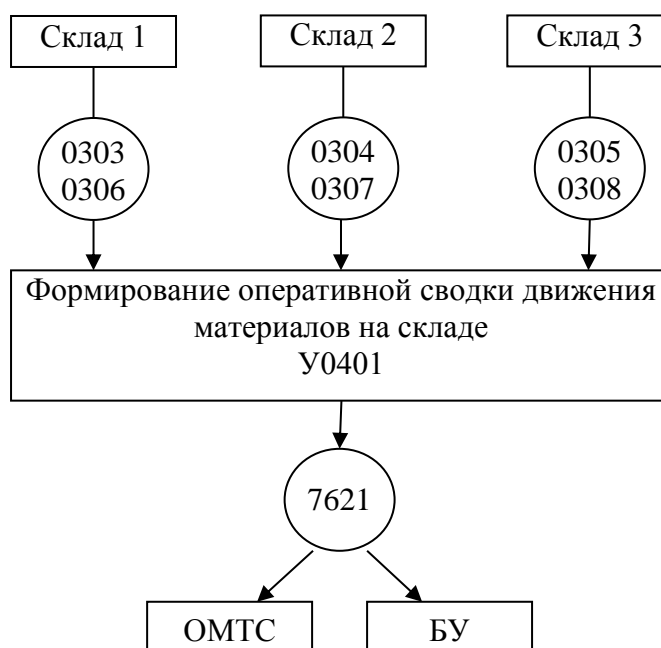 Склад 1
Склад 2
Склад 3
0303
0306
0304
0307
0305
0308
Формирование оперативной сводки движения
материалов на складе
У0401
7621
ОМТС
БУ